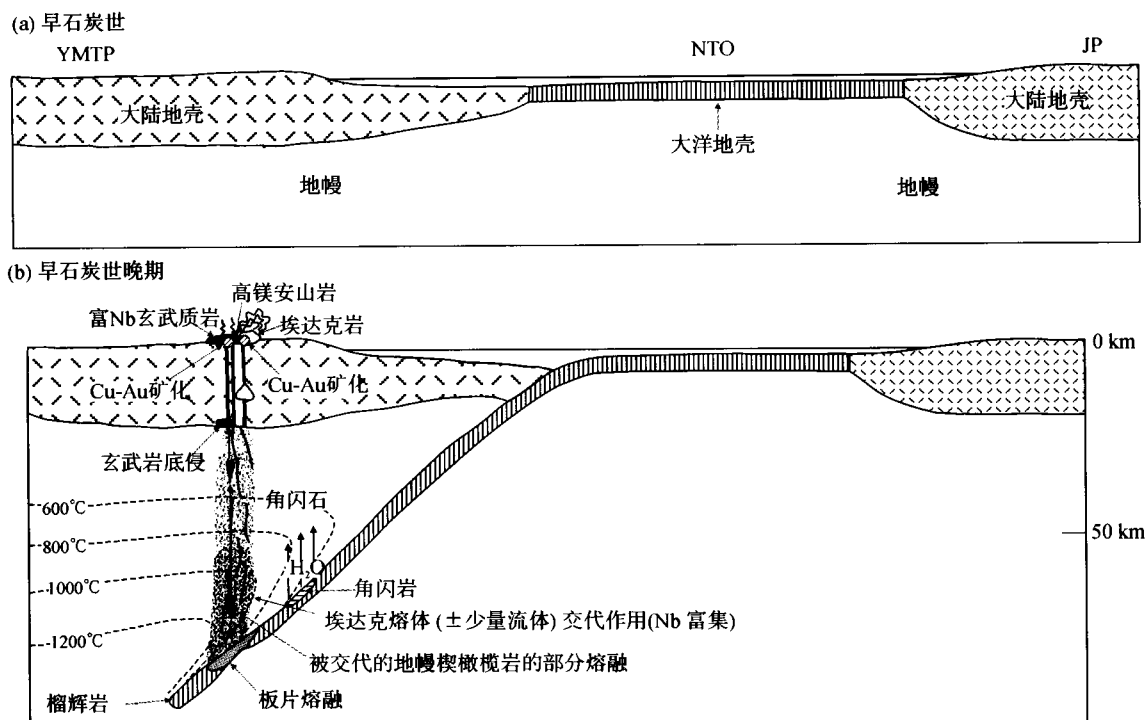 (a) 早石炭世
YMTP NTO JP
大陆地壳 大陆地壳
大洋地壳
地幔 地幔
(b) 早石炭世晚期
高镁安山岩
富Nb玄武质岩 埃达克岩
0 km
Cu-Au矿化 Cu-Au矿化
玄武岩底侵
角闪石
600℃
50 km
800℃
H₂O
1000℃ 角闪岩
埃达克熔体 (±少量流体) 交代作用(Nb 富集)
1200℃
被交代的地幔楔橄榄岩的部分熔融
榴辉岩 板片熔融